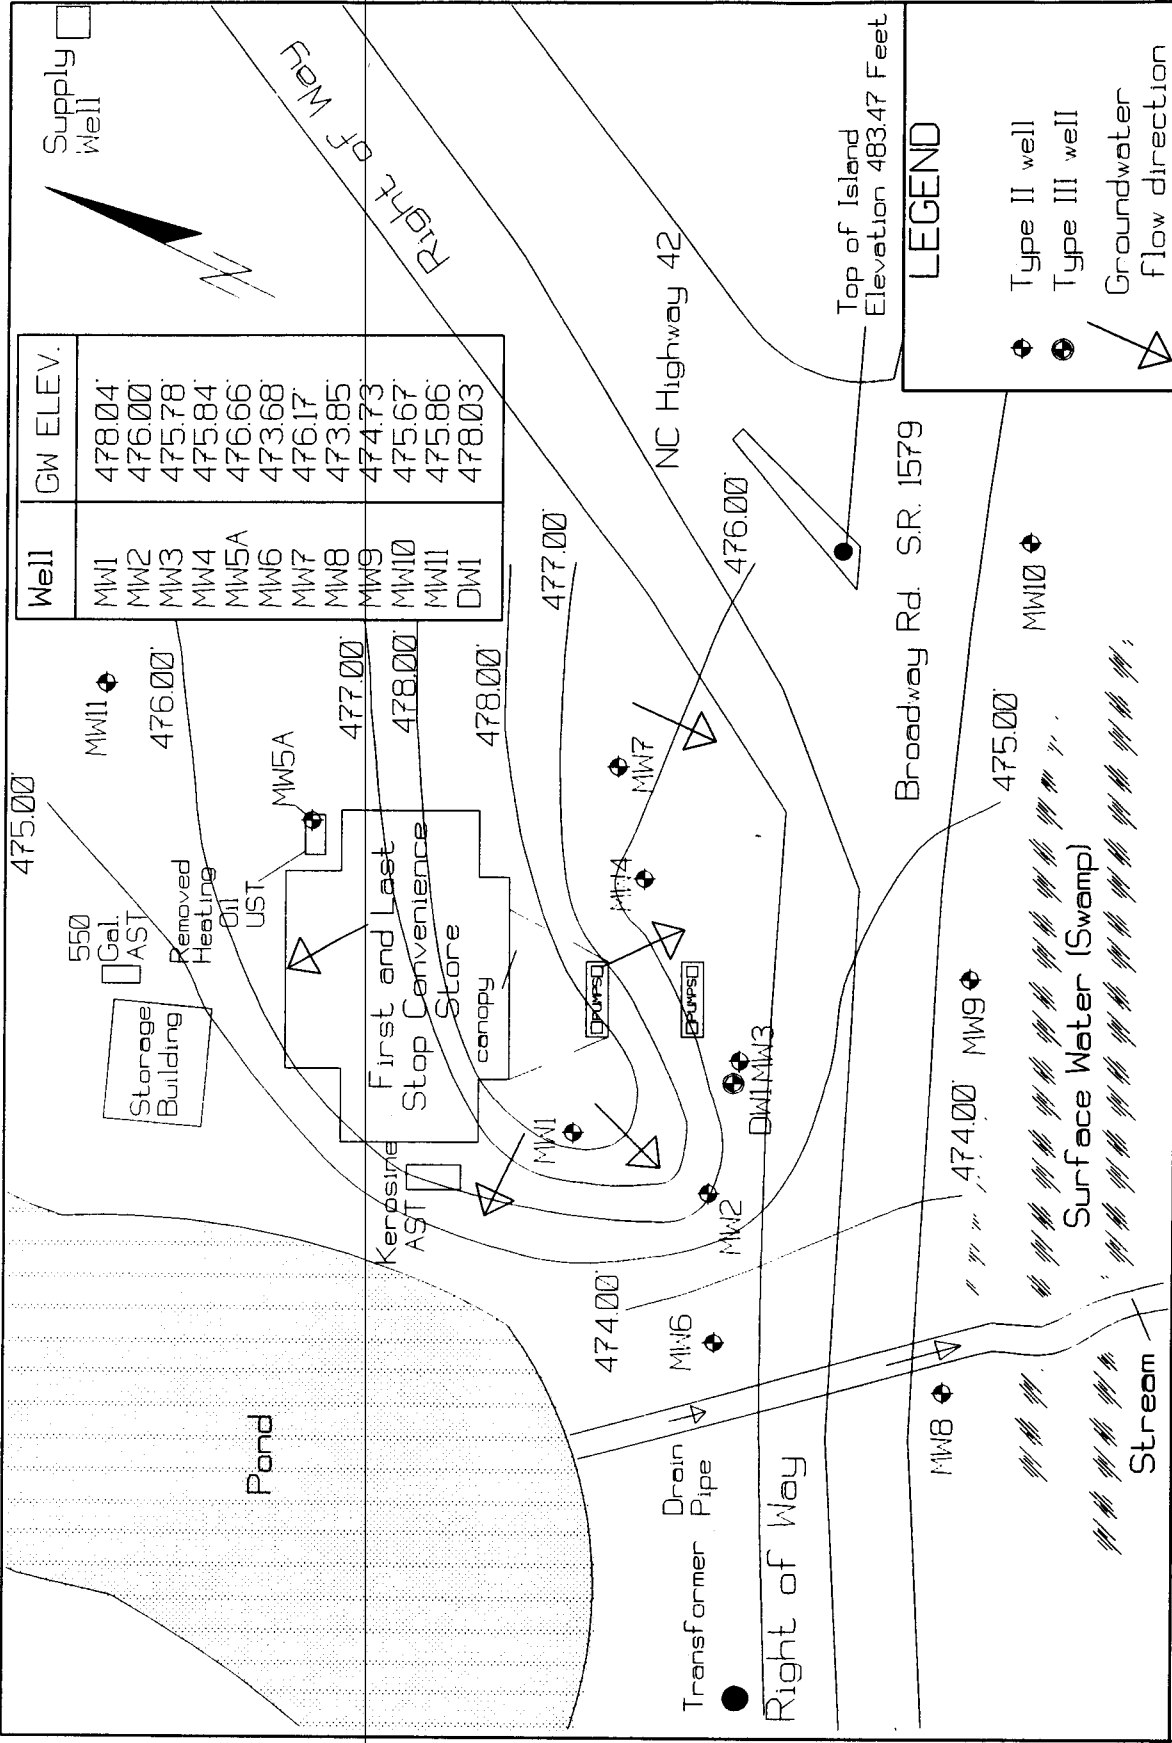 Supply
Well
Right of Way
Well GW ELEV.
MW1 478.04'
MW2 476.00'
MW3 475.78'
MW4 475.84'
MW5A 476.66'
MW6 473.68'
MW7 476.17'
MW8 473.85'
MW9 474.73'
MW10 475.67'
MW11 475.86'
DW1 478.03'
NC Highway 42
Top of Island
Elevation 483.47 Feet
LEGEND
Type II well
Type III well
Groundwater
flow direction
475.00'
MW11
476.00'
MW5A
477.00'
478.00'
478.00'
477.00'
476.00'
550
Gal.
AST
Removed
Heating
Oil
UST
Storage
Building
First and Last
Stop Convenience
Store
canopy
Kerosine
AST
PUMPS
PUMPS
MW1
MW7
MW4
DW1 MW3
MW2
Broadway Rd. S.R. 1579
MW10
475.00'
MW9
474.00'
Surface Water (Swamp)
Pond
474.00'
MW6
Drain
Pipe
Transformer
Right of Way
MW8
Stream